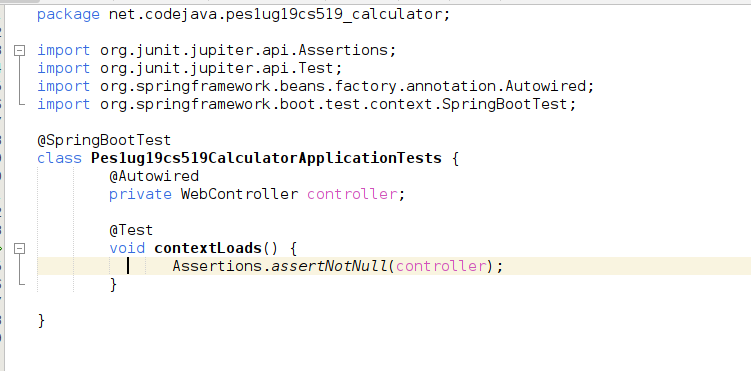 package net.codejava.pes1ug19cs519_calculator;
import org.junit.jupiter.api.Assertions;
import org.junit.jupiter.api.Test;
import org.springframework.beans.factory.annotation.Autowired;
import org.springframework.boot.test.context.SpringBootTest;
@SpringBootTest
class Pes1ug19cs519CalculatorApplicationTests {
@Autowired
private WebController controller;
@Test
void contextLoads() {
Assertions.assertNotNull(controller);
}
}